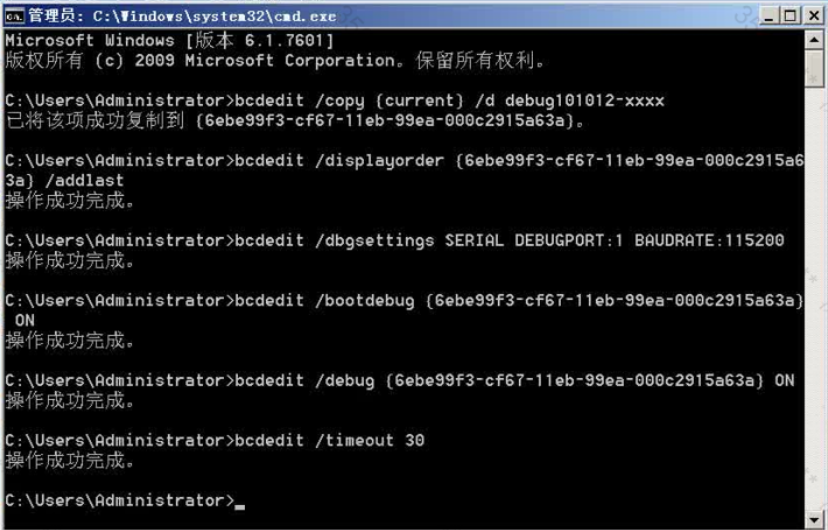 管理员: C:\Windows\system32\cmd.exe
Microsoft Windows [版本 6.1.7601]
版权所有 (c) 2009 Microsoft Corporation。保留所有权利。
C:\Users\Administrator>bcdedit /copy {current} /d debug101012-xxxx
已将该项成功复制到 {6ebe99f3-cf67-11eb-99ea-000c2915a63a}。
C:\Users\Administrator>bcdedit /displayorder {6ebe99f3-cf67-11eb-99ea-000c2915a6
3a} /addlast
操作成功完成。
C:\Users\Administrator>bcdedit /dbgsettings SERIAL DEBUGPORT:1 BAUDRATE:115200
操作成功完成。
C:\Users\Administrator>bcdedit /bootdebug {6ebe99f3-cf67-11eb-99ea-000c2915a63a}
ON
操作成功完成。
C:\Users\Administrator>bcdedit /debug {6ebe99f3-cf67-11eb-99ea-000c2915a63a} ON
操作成功完成。
C:\Users\Administrator>bcdedit /timeout 30
操作成功完成。
C:\Users\Administrator>